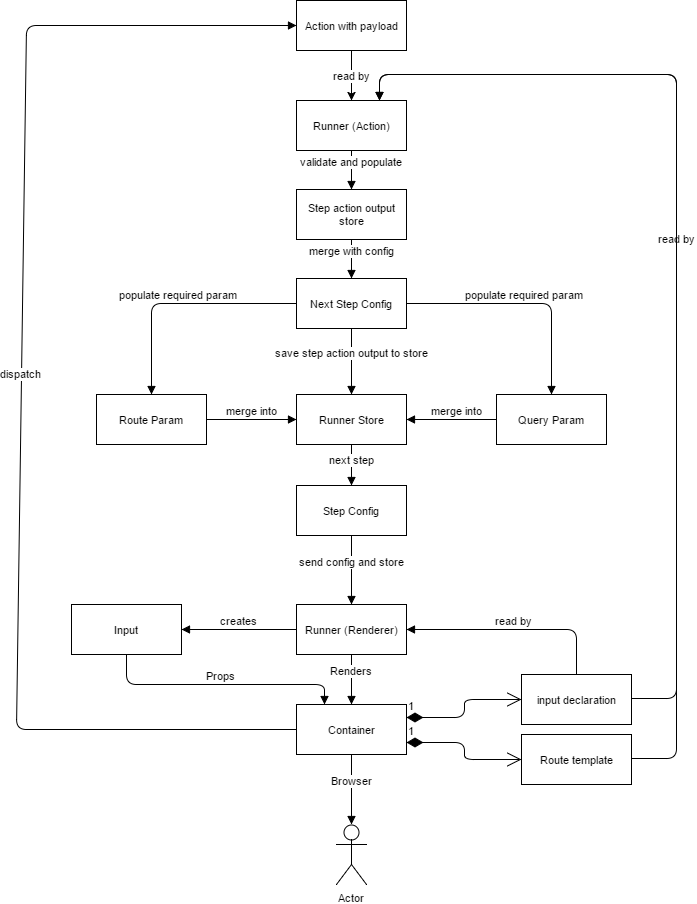 Action with payload
read by
Runner (Action)
validate and populate
Step action output
store
merge with config
populate required param
Next Step Config
populate required param
read by
save step action output to store
dispatch
Route Param
merge into
Runner Store
merge into
Query Param
next step
Step Config
send config and store
Input
creates
Runner (Renderer)
read by
Props
Renders
input declaration
1
Container
1
Route template
Browser
Actor